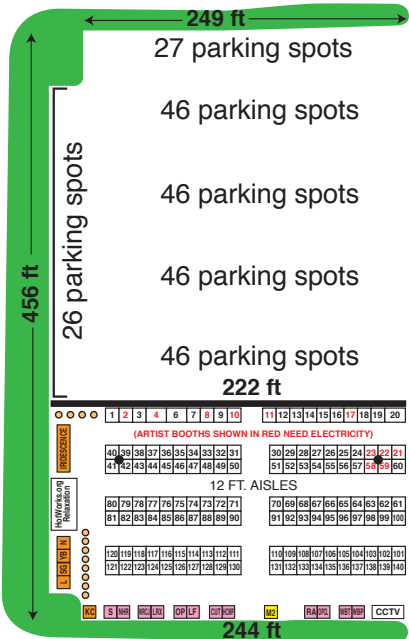 249 ft
27 parking spots
46 parking spots
46 parking spots
46 parking spots
46 parking spots
26 parking spots
456 ft
222 ft
1 2 3 4 6 7 8 9 10 11 12 13 14 15 16 17 18 19 20
(ARTIST BOOTHS SHOWN IN RED NEED ELECTRICITY)
IRIDESCENCE
40 39 38 37 36 35 34 33 32 31 30 29 28 27 26 25 24 23 22 21
41 42 43 44 45 46 47 48 49 50 51 52 53 54 55 56 57 58 59 60
12 FT. AISLES
HotWorks.org
Relaxation
80 79 78 77 76 75 74 73 72 71 70 69 68 67 66 65 64 63 62 61
81 82 83 84 85 86 87 88 89 90 91 92 93 94 95 96 97 98 99 100
L SG YB N
120 119 118 117 116 115 114 113 112 111 110 109 108 107 106 105 104 103 102 101
121 122 123 124 125 126 127 128 129 130 131 132 133 134 135 136 137 138 139 140
KC S NHR WRCJ LRX OP LF CUT HCMP M2 RA OPCL WBT WBP CCTV
244 ft